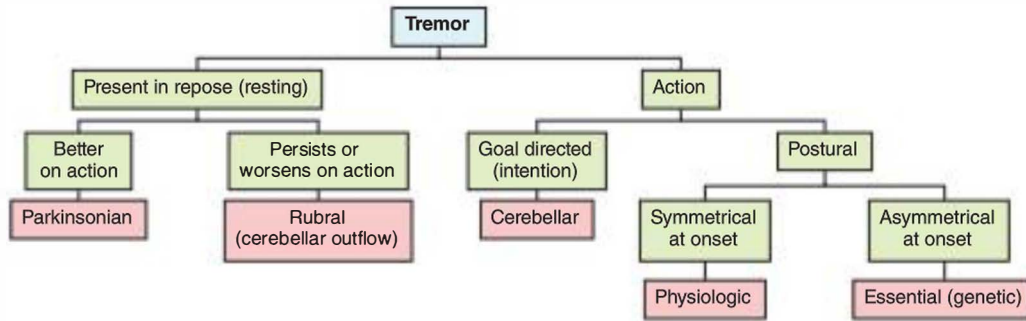 Tremor
Present in repose (resting)
Action
Better
on action
Persists or
worsens on action
Goal directed
(intention)
Postural
Parkinsonian
Rubral
(cerebellar outflow)
Cerebellar
Symmetrical
at onset
Asymmetrical
at onset
Physiologic
Essential (genetic)